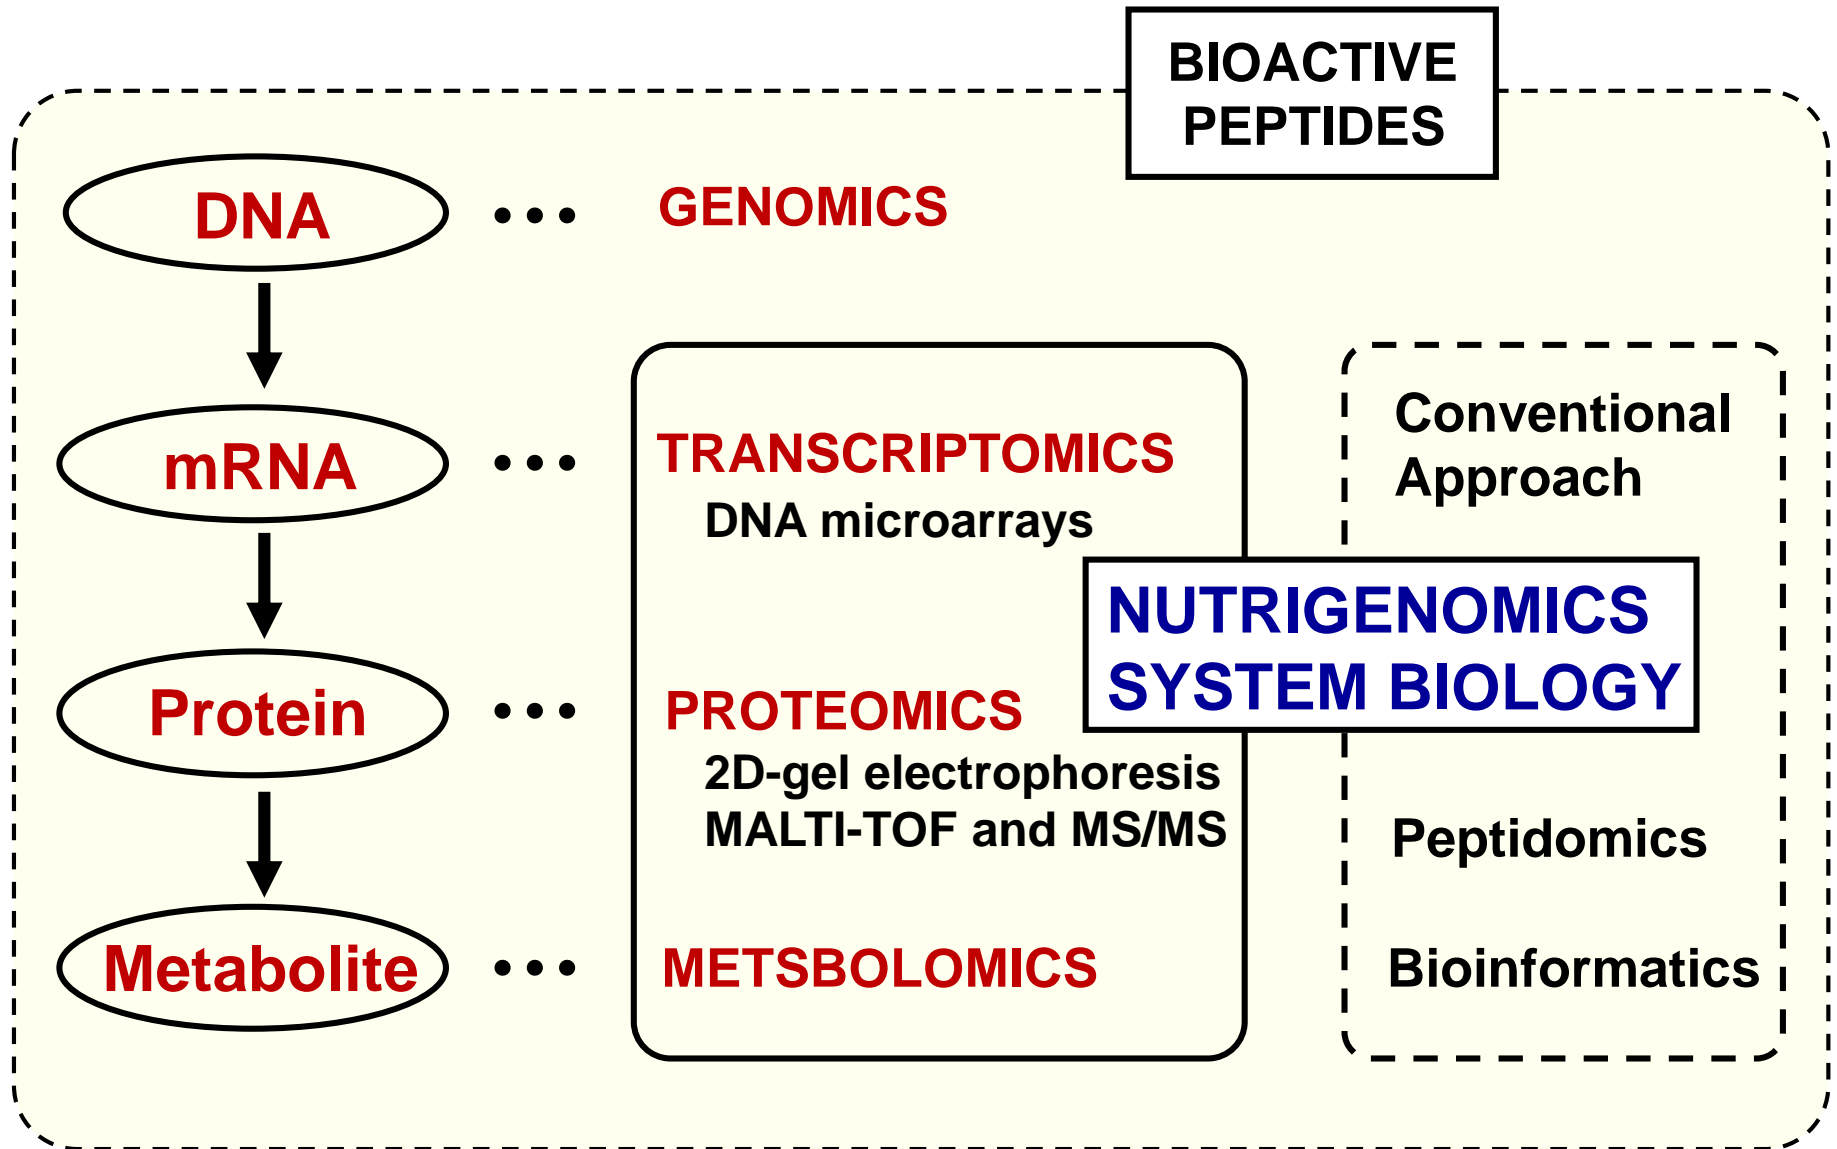 BIOACTIVE
PEPTIDES
DNA ••• GENOMICS
mRNA ••• TRANSCRIPTOMICS
DNA microarrays
Conventional
Approach
NUTRIGENOMICS
SYSTEM BIOLOGY
Protein ••• PROTEOMICS
2D-gel electrophoresis
MALTI-TOF and MS/MS
Peptidomics
Metabolite ••• METSBOLOMICS
Bioinformatics